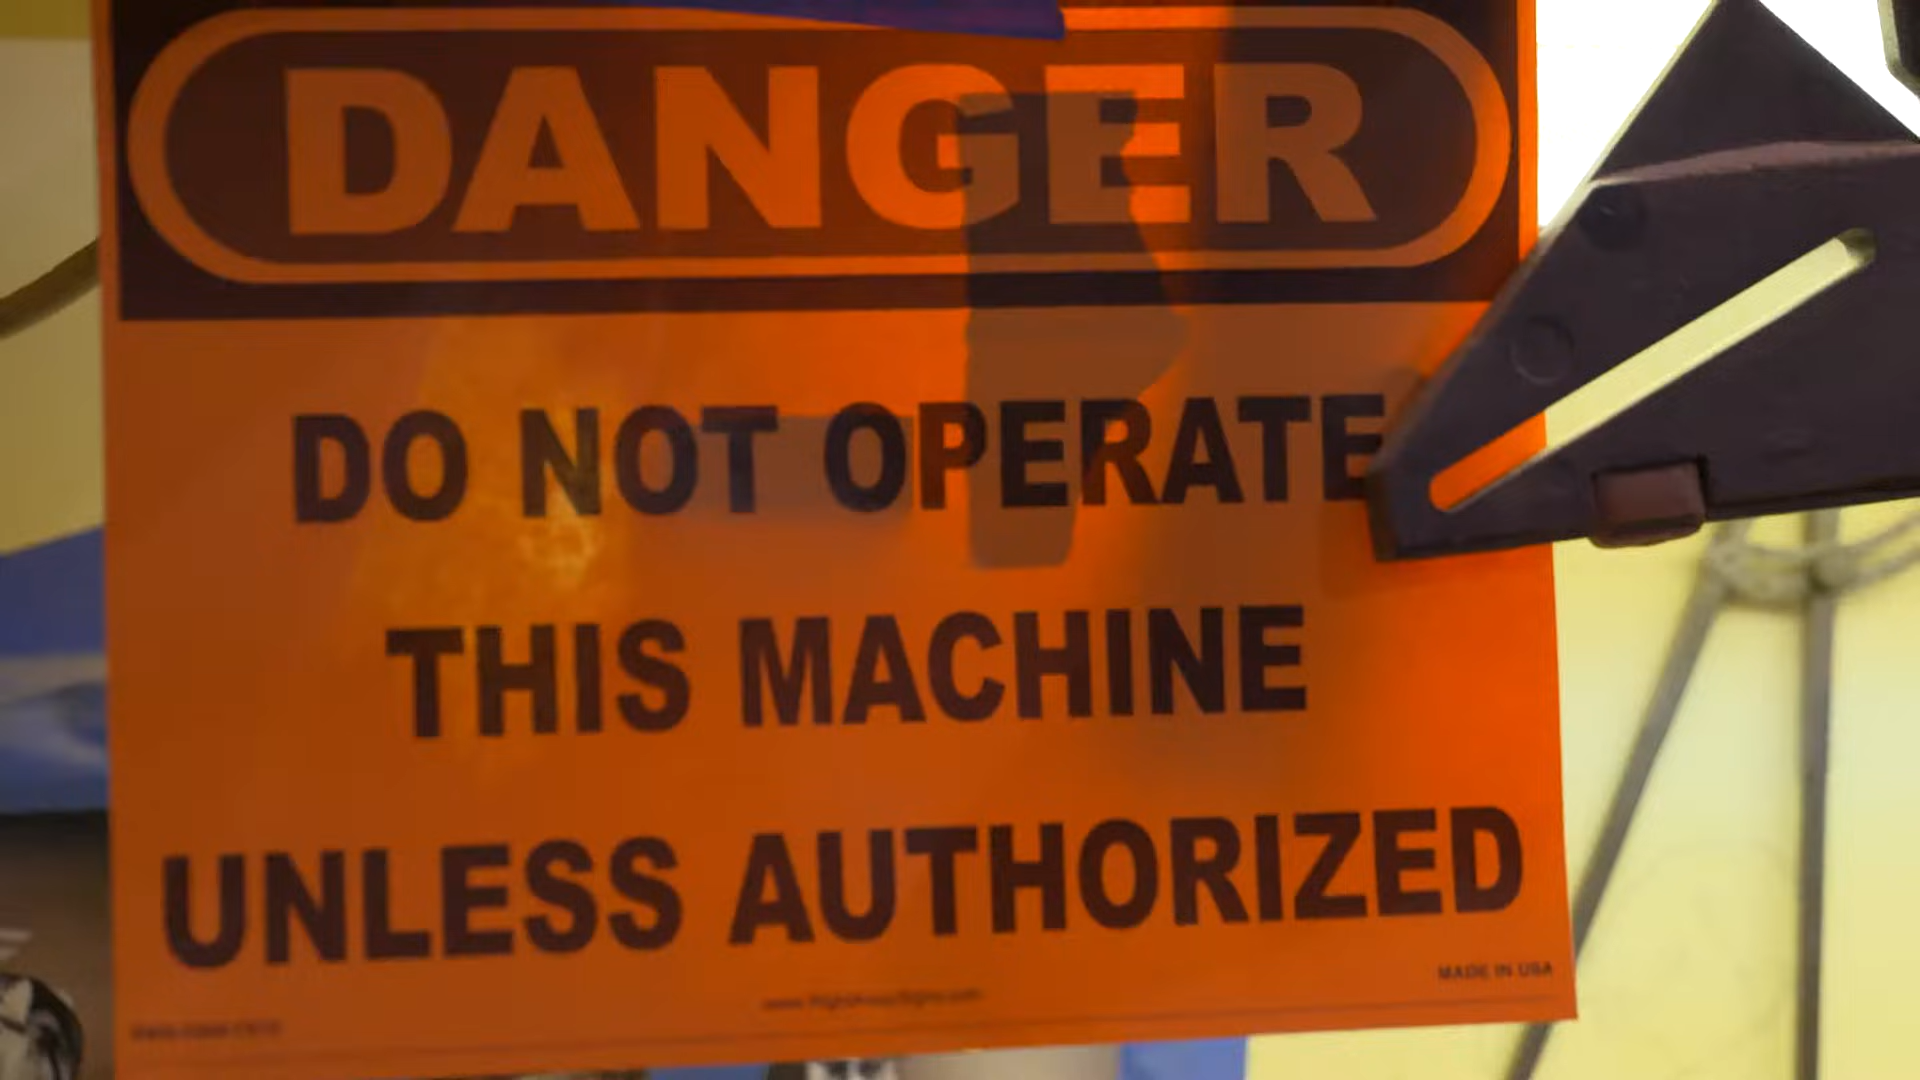 DANGER
DO NOT OPERATE
THIS MACHINE
UNLESS AUTHORIZED
MADE IN USA